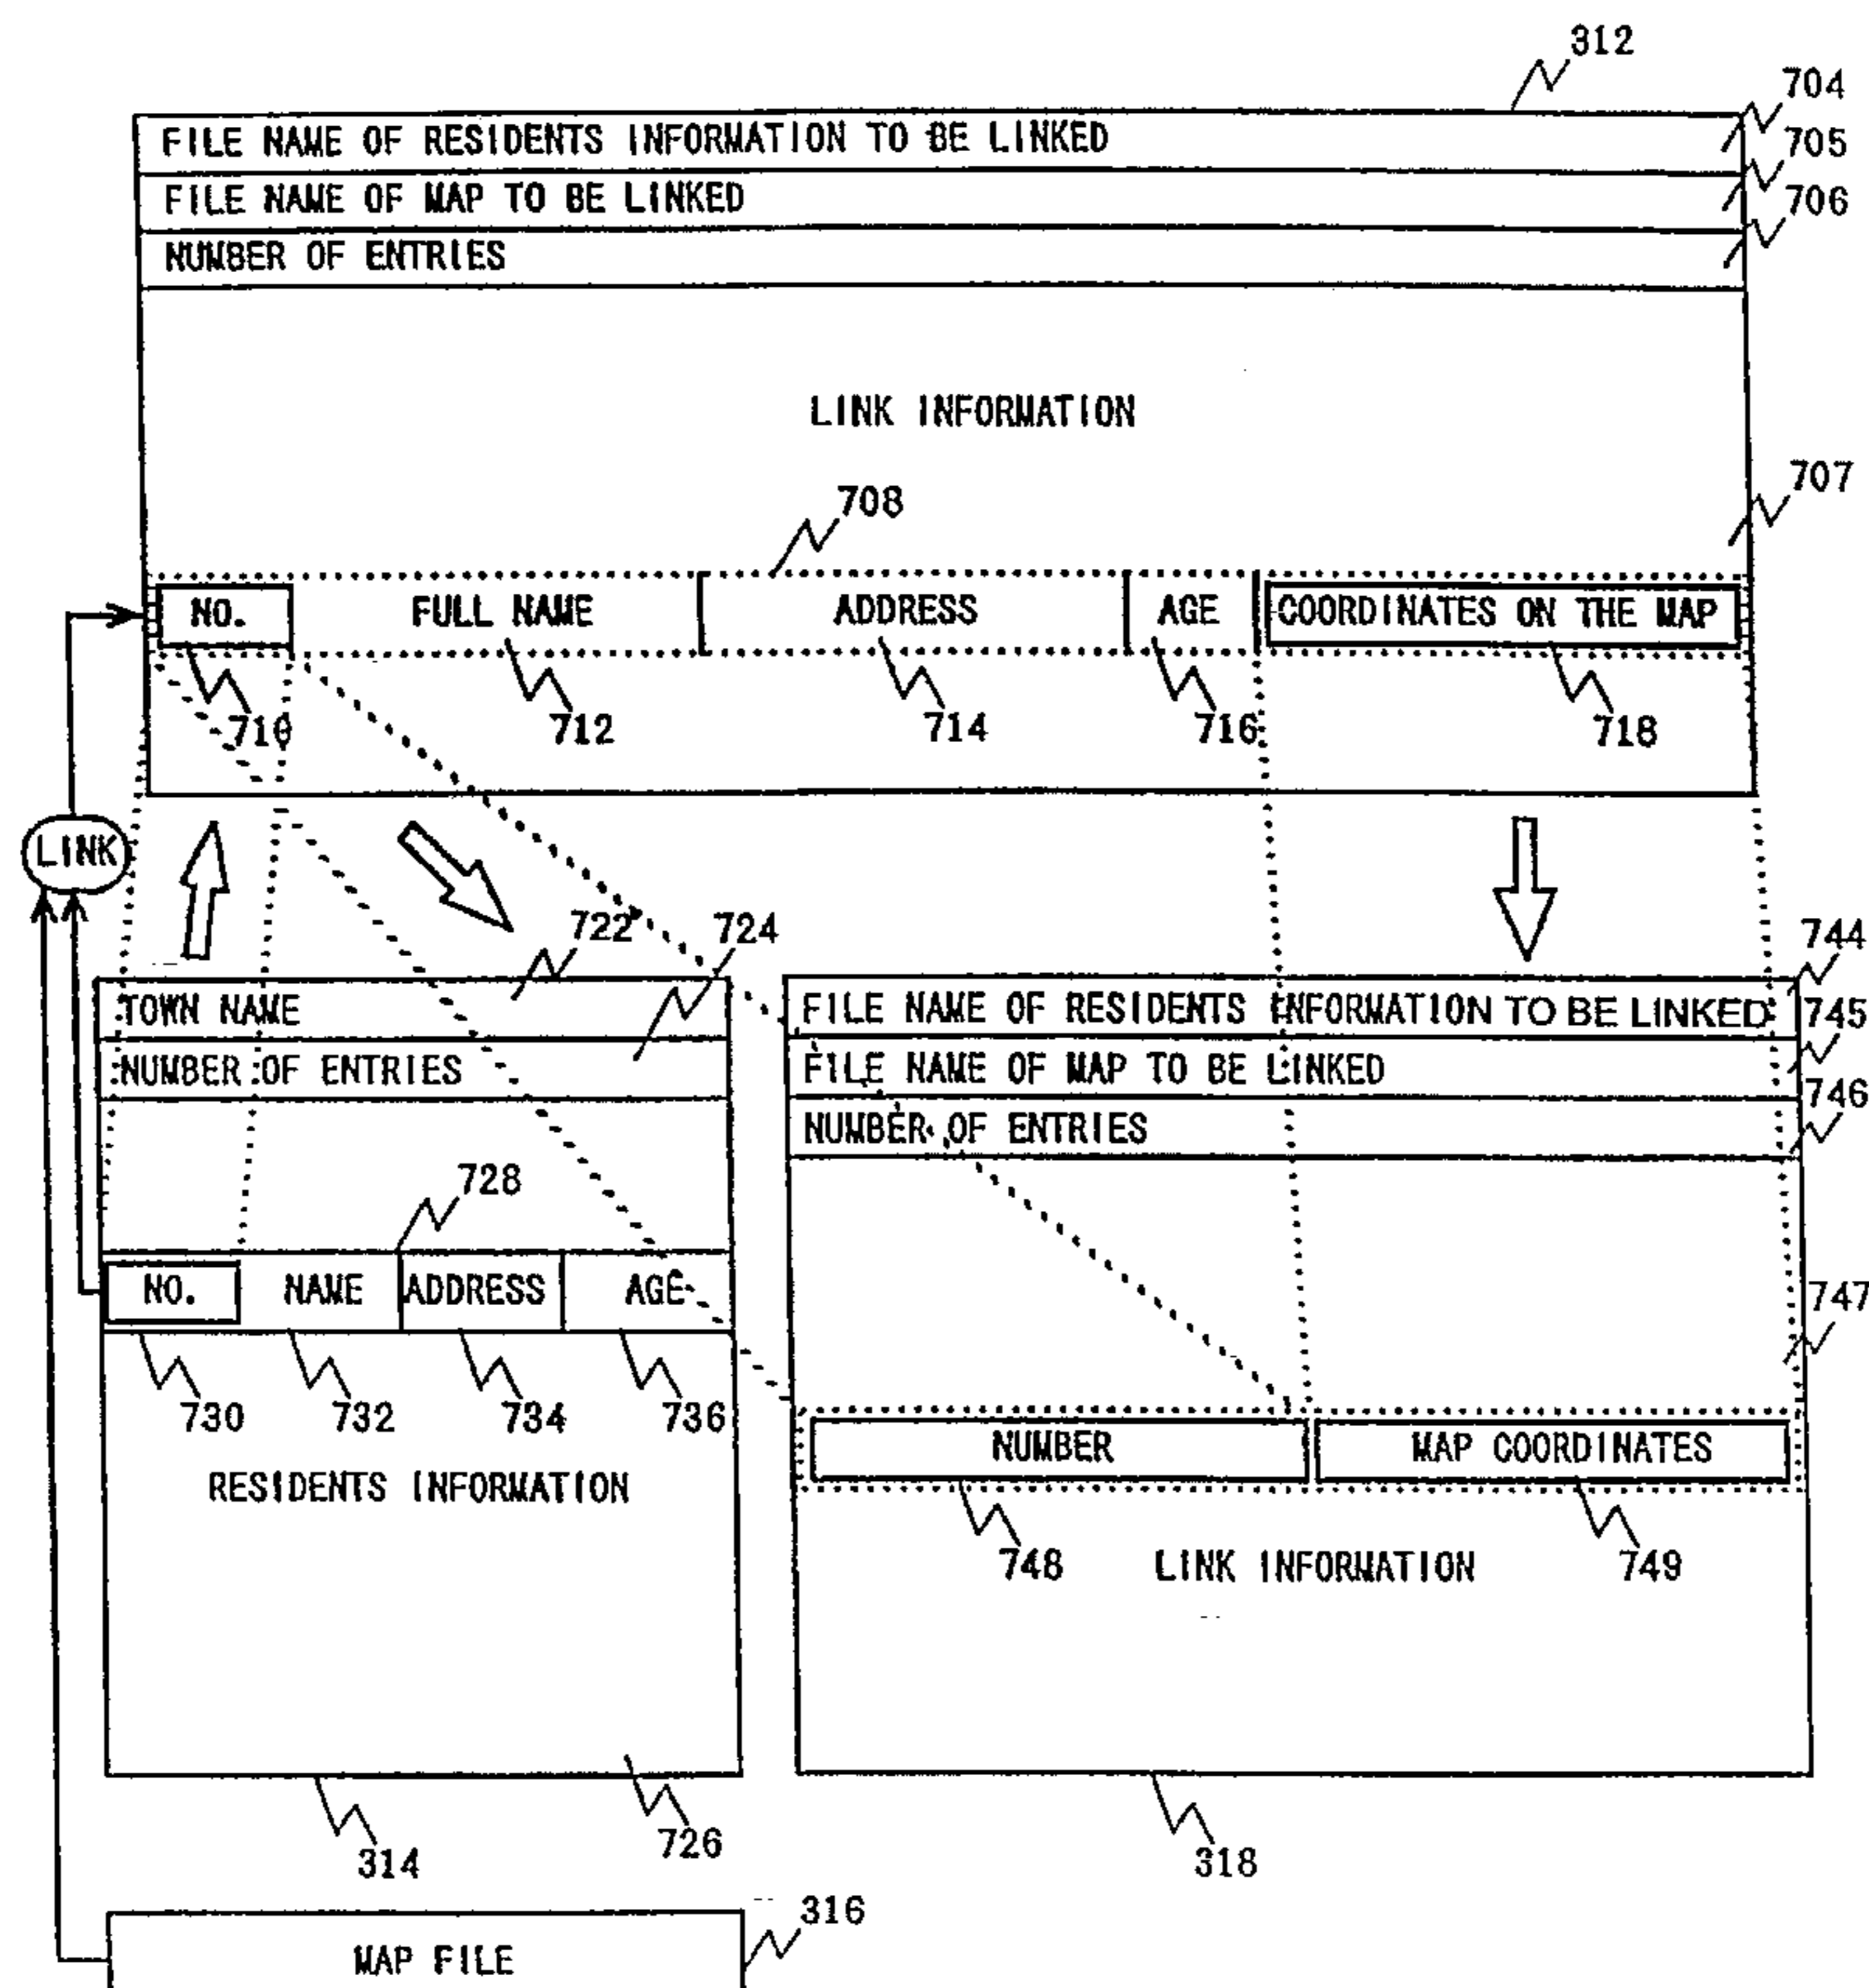 312
704
FILE NAME OF RESIDENTS INFORMATION TO BE LINKED
705
FILE NAME OF MAP TO BE LINKED
706
NUMBER OF ENTRIES
LINK INFORMATION
707
708
NO. FULL NAME ADDRESS AGE COORDINATES ON THE MAP
710 712 714 716 718
LINK
722 724
744
TOWN NAME
FILE NAME OF RESIDENTS INFORMATION TO BE LINKED
745
NUMBER OF ENTRIES
FILE NAME OF MAP TO BE LINKED
746
NUMBER OF ENTRIES
728
747
NO. NAME ADDRESS AGE
730 732 734 736
NUMBER MAP COORDINATES
RESIDENTS INFORMATION
748 LINK INFORMATION 749
726
314
318
316
MAP FILE